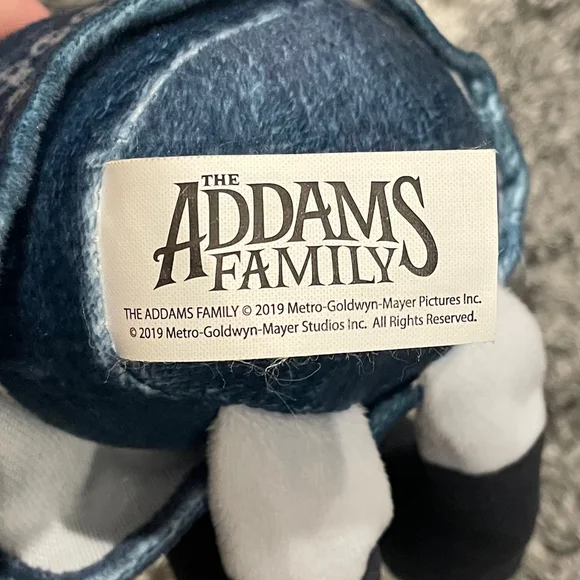 THE
ADDAMS
FAMILY
THE ADDAMS FAMILY © 2019 Metro-Goldwyn-Mayer Pictures Inc.
© 2019 Metro-Goldwyn-Mayer Studios Inc. All Rights Reserved.